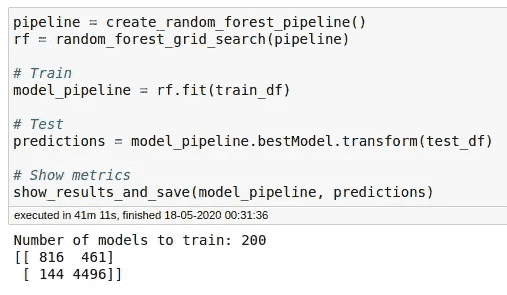 pipeline = create_random_forest_pipeline()
rf = random_forest_grid_search(pipeline)
# Train
model_pipeline = rf.fit(train_df)
# Test
predictions = model_pipeline.bestModel.transform(test_df)
# Show metrics
show_results_and_save(model_pipeline, predictions)
executed in 41m 11s, finished 18-05-2020 00:31:36
Number of models to train: 200
[[ 816  461]
 [ 144 4496]]